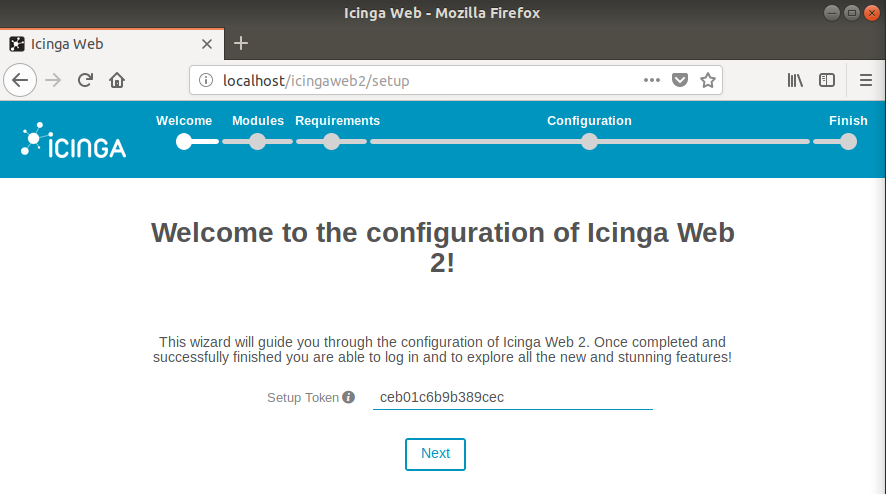 Icinga Web - Mozilla Firefox
Icinga Web
localhost/icingaweb2/setup
Welcome Modules Requirements Configuration Finish
ICINGA
Welcome to the configuration of Icinga Web
2!
This wizard will guide you through the configuration of Icinga Web 2. Once completed and
successfully finished you are able to log in and to explore all the new and stunning features!
Setup Token ceb01c6b9b389cec
Next